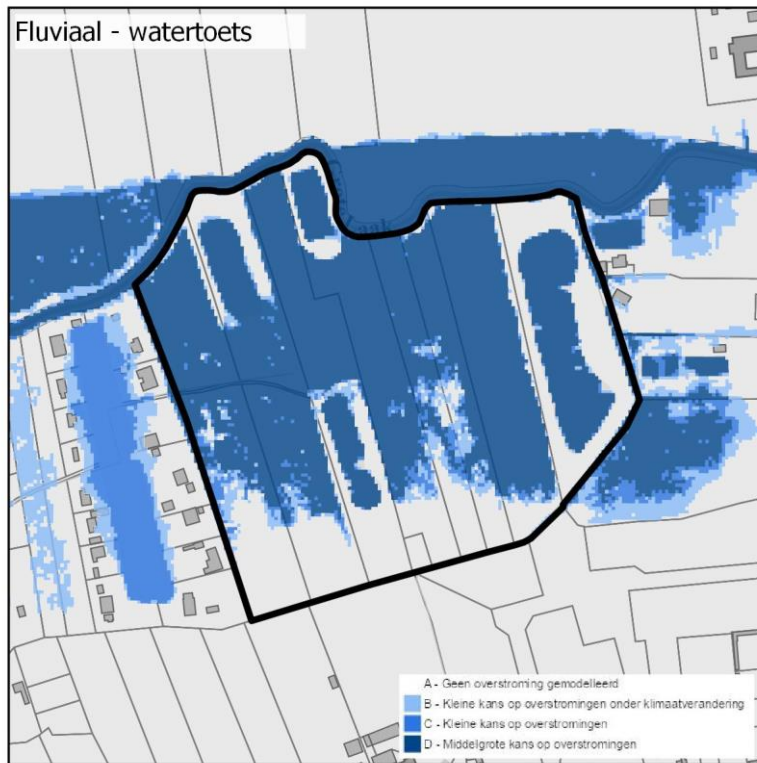 Fluviaal - watertoets
A - Geen overstroming gemodelleerd
B - Kleine kans op overstromingen onder klimaatverandering
C - Kleine kans op overstromingen
D - Middelgrote kans op overstromingen